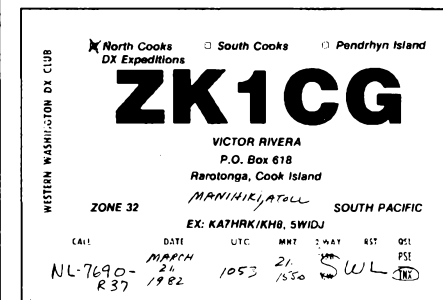 North Cooks South Cooks Pendrhyn Island
DX Expeditions
WESTERN WASHINGTON DX CLUB
ZK1CG
VICTOR RIVERA
P.O. Box 618
Rarotonga, Cook Island
MANIHIKI, ATOLL
ZONE 32 SOUTH PACIFIC
EX: KA7HRK/KH8, 5WIDJ
CALL DATE UTC MHZ 2 WAY RST QSL
NL-7690-R37 MARCH 21, 1982 1053 21. 1550 SWL PSE TNX